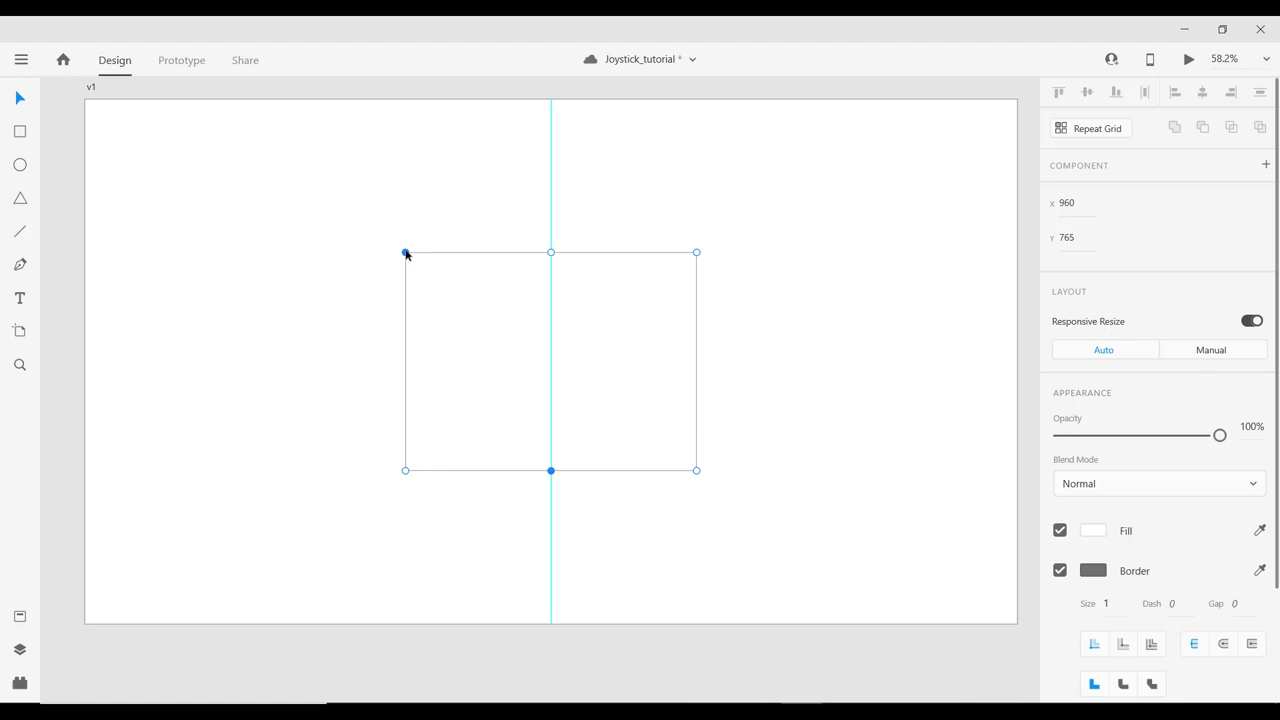 Design Prototype Share
Joystick_tutorial *
58.2%
v1
Repeat Grid
COMPONENT
X 960
Y 765
LAYOUT
Responsive Resize
Auto Manual
APPEARANCE
Opacity
100%
Blend Mode
Normal
Fill
Border
Size 1 Dash 0 Gap 0